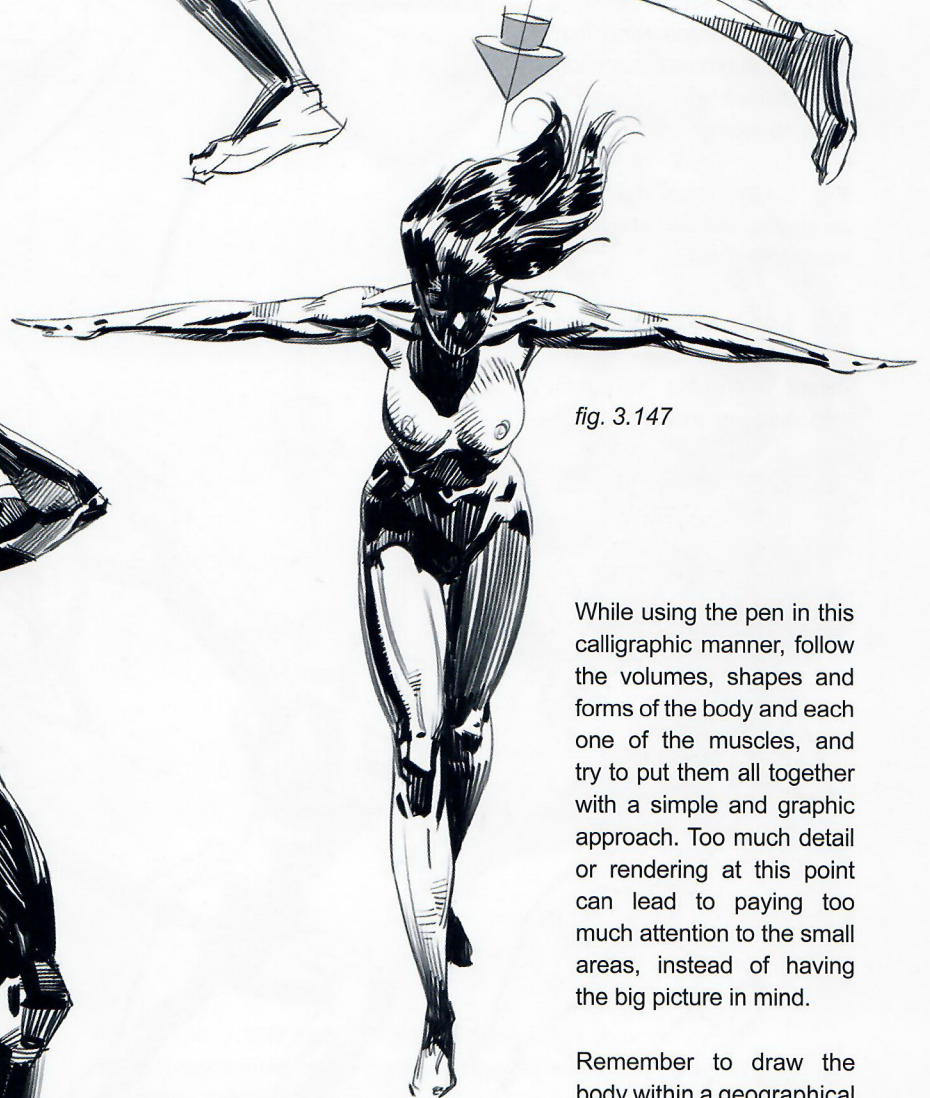 fig. 3.147
While using the pen in this
calligraphic manner, follow
the volumes, shapes and
forms of the body and each
one of the muscles, and
try to put them all together
with a simple and graphic
approach. Too much detail
or rendering at this point
can lead to paying too
much attention to the small
areas, instead of having
the big picture in mind.
Remember to draw the
body within a geographical